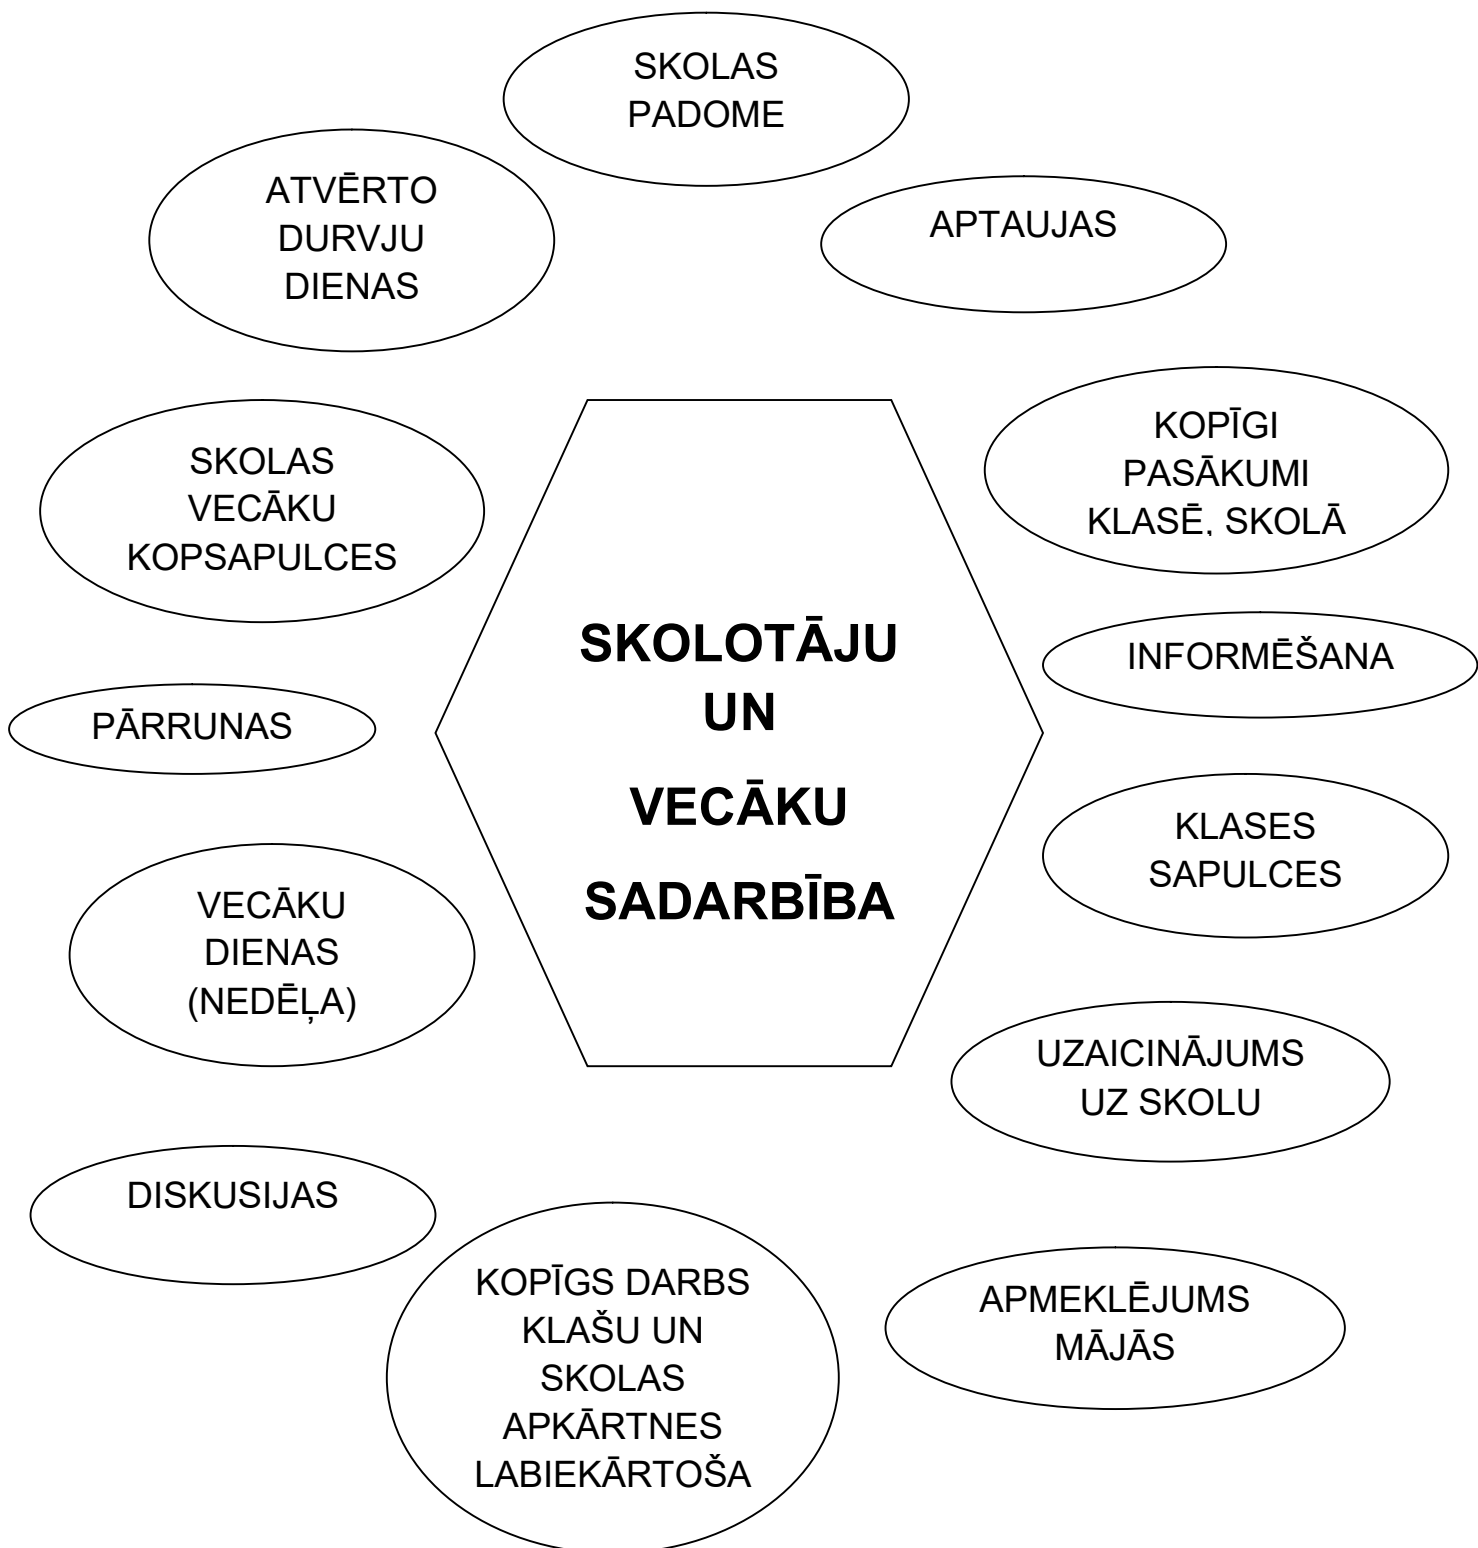 SKOLAS
PADOME
ATVĒRTO
DURVJU
DIENAS
APTAUJAS
KOPĪGI
PASĀKUMI
KLASĒ, SKOLĀ
SKOLAS
VECĀKU
KOPSAPULCES
SKOLOTĀJU
UN
VECĀKU
SADARBĪBA
INFORMĒŠANA
PĀRRUNAS
KLASES
SAPULCES
VECĀKU
DIENAS
(NEDĒĻA)
UZAICINĀJUMS
UZ SKOLU
DISKUSIJAS
KOPĪGS DARBS
KLAŠU UN
SKOLAS
APKĀRTNES
LABIEKĀRTOŠA
APMEKLĒJUMS
MĀJĀS